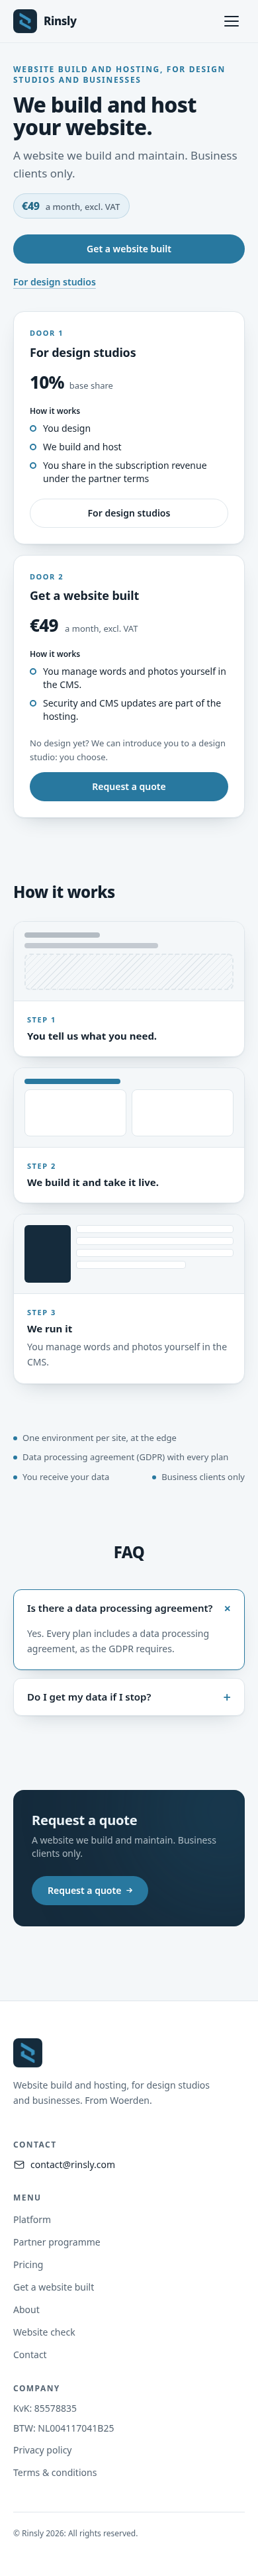 Rinsly
WEBSITE BUILD AND HOSTING, FOR DESIGN
STUDIOS AND BUSINESSES
We build and host
your website.
A website we build and maintain. Business
clients only.
€49 a month, excl. VAT
Get a website built
For design studios
DOOR 1
For design studios
10% base share
How it works
You design
We build and host
You share in the subscription revenue
under the partner terms
For design studios
DOOR 2
Get a website built
€49 a month, excl. VAT
How it works
You manage words and photos yourself in
the CMS.
Security and CMS updates are part of the
hosting.
No design yet? We can introduce you to a design
studio: you choose.
Request a quote
How it works
STEP 1
You tell us what you need.
STEP 2
We build it and take it live.
STEP 3
We run it
You manage words and photos yourself in the
CMS.
One environment per site, at the edge
Data processing agreement (GDPR) with every plan
You receive your data
Business clients only
FAQ
Is there a data processing agreement?
Yes. Every plan includes a data processing
agreement, as the GDPR requires.
Do I get my data if I stop?
Request a quote
A website we build and maintain. Business
clients only.
Request a quote →
Website build and hosting, for design studios
and businesses. From Woerden.
CONTACT
contact@rinsly.com
MENU
Platform
Partner programme
Pricing
Get a website built
About
Website check
Contact
COMPANY
KvK: 85578835
BTW: NL004117041B25
Privacy policy
Terms & conditions
© Rinsly 2026: All rights reserved.